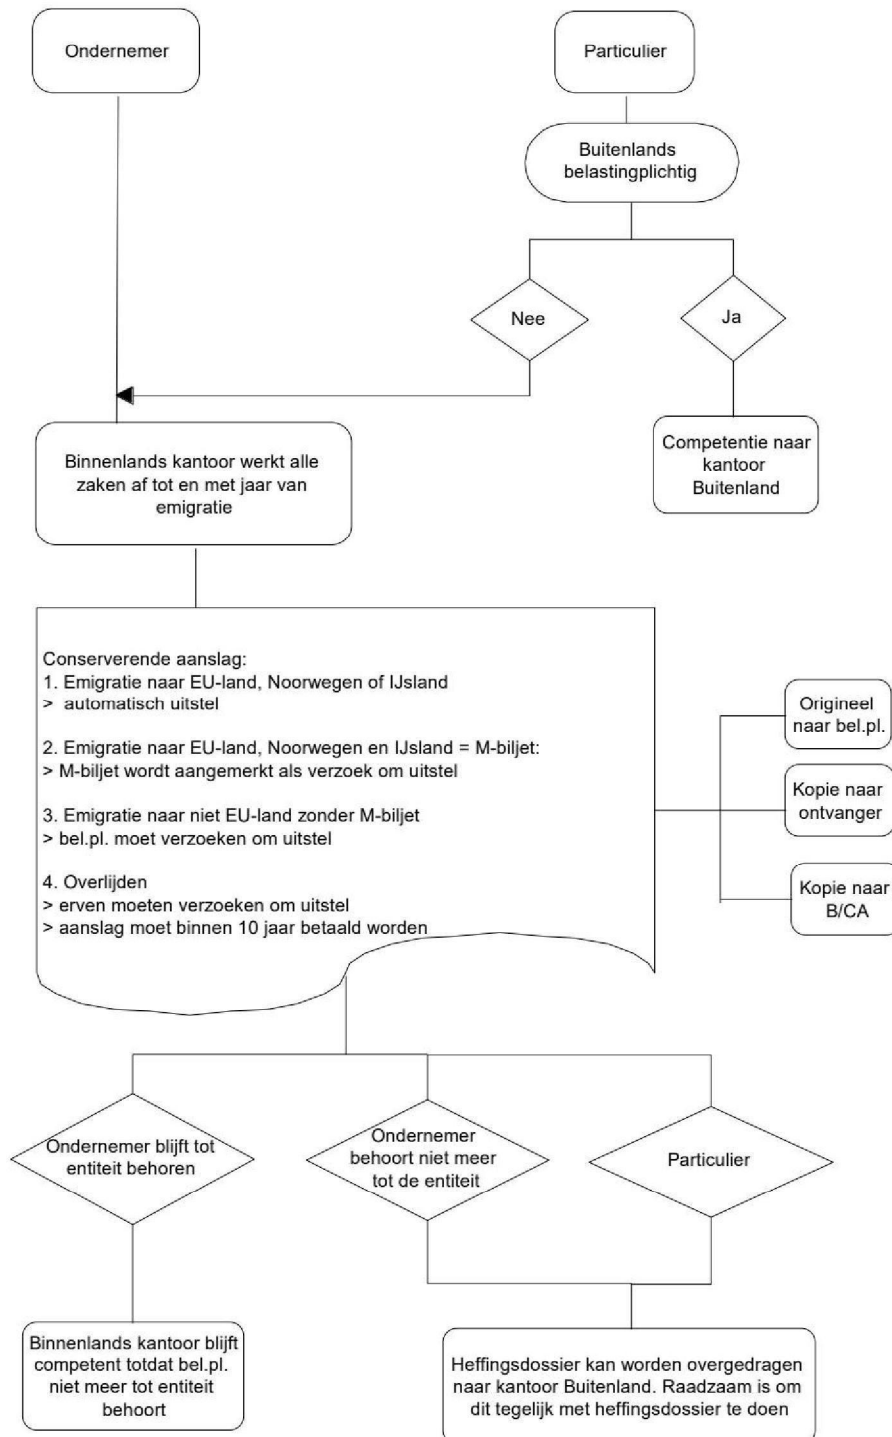 Ondernemer
Particulier
Buitenlands
belastingplichtig
Nee
Ja
Binnenlands kantoor werkt alle
zaken af tot en met jaar van
emigratie
Competentie naar
kantoor
Buitenland
Conserverende aanslag:
1. Emigratie naar EU-land, Noorwegen of IJsland
> automatisch uitstel
2. Emigratie naar EU-land, Noorwegen en IJsland = M-biljet:
> M-biljet wordt aangemerkt als verzoek om uitstel
3. Emigratie naar niet EU-land zonder M-biljet
> bel.pl. moet verzoeken om uitstel
4. Overlijden
> erven moeten verzoeken om uitstel
> aanslag moet binnen 10 jaar betaald worden
Origineel
naar bel.pl.
Kopie naar
ontvanger
Kopie naar
B/CA
Ondernemer blijft tot
entiteit behoren
Ondernemer
behoort niet meer
tot de entiteit
Particulier
Binnenlands kantoor blijft
competent totdat bel.pl.
niet meer tot entiteit
behoort
Heffingsdossier kan worden overgedragen
naar kantoor Buitenland. Raadzaam is om
dit tegelijk met heffingsdossier te doen